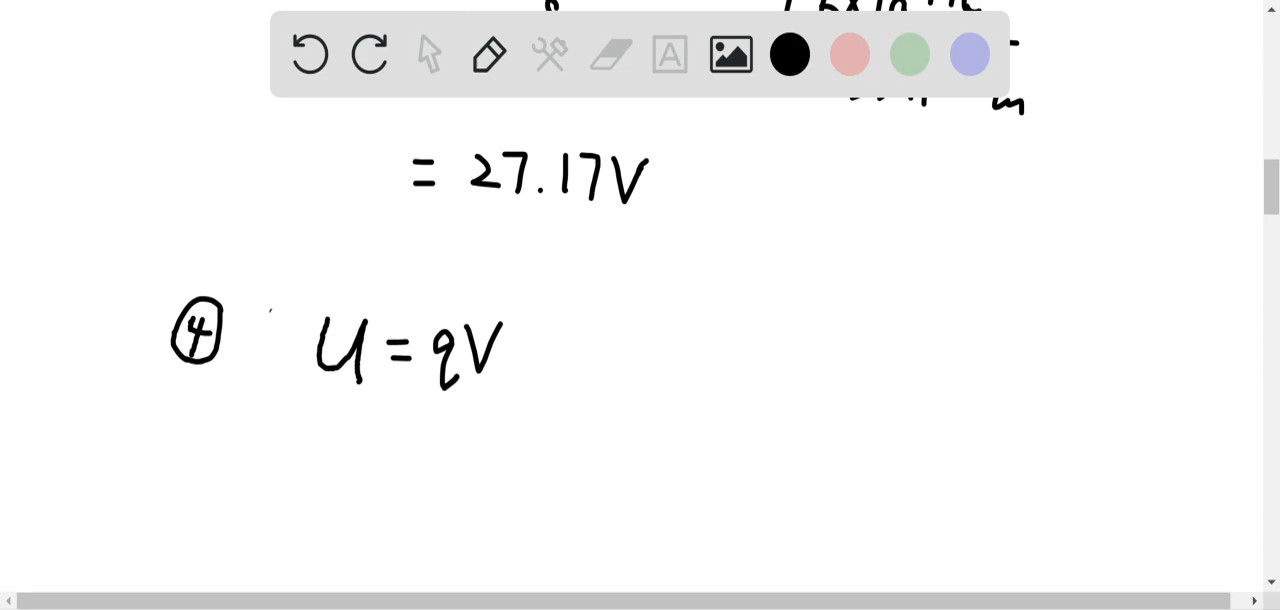 = 27.17V
④ U = qV